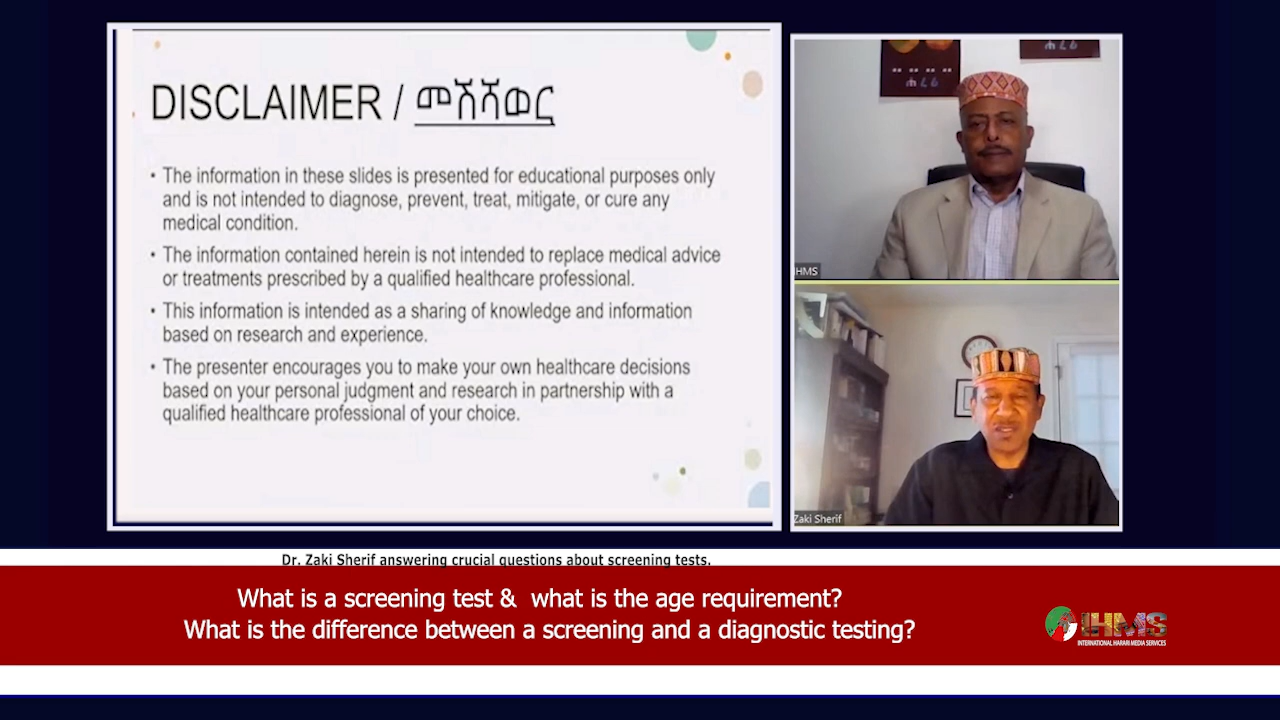 DISCLAIMER / መሽሻወር
• The information in these slides is presented for educational purposes only
and is not intended to diagnose, prevent, treat, mitigate, or cure any
medical condition.
• The information contained herein is not intended to replace medical advice
or treatments prescribed by a qualified healthcare professional.
• This information is intended as a sharing of knowledge and information
based on research and experience.
• The presenter encourages you to make your own healthcare decisions
based on your personal judgment and research in partnership with a
qualified healthcare professional of your choice.
ሐረሪ
ሐረሪ
IHMS
Zaki Sherif
Dr. Zaki Sherif answering crucial questions about screening tests.
What is a screening test & what is the age requirement?
What is the difference between a screening and a diagnostic testing?
IHMS
INTERNATIONAL HARARI MEDIA SERVICES